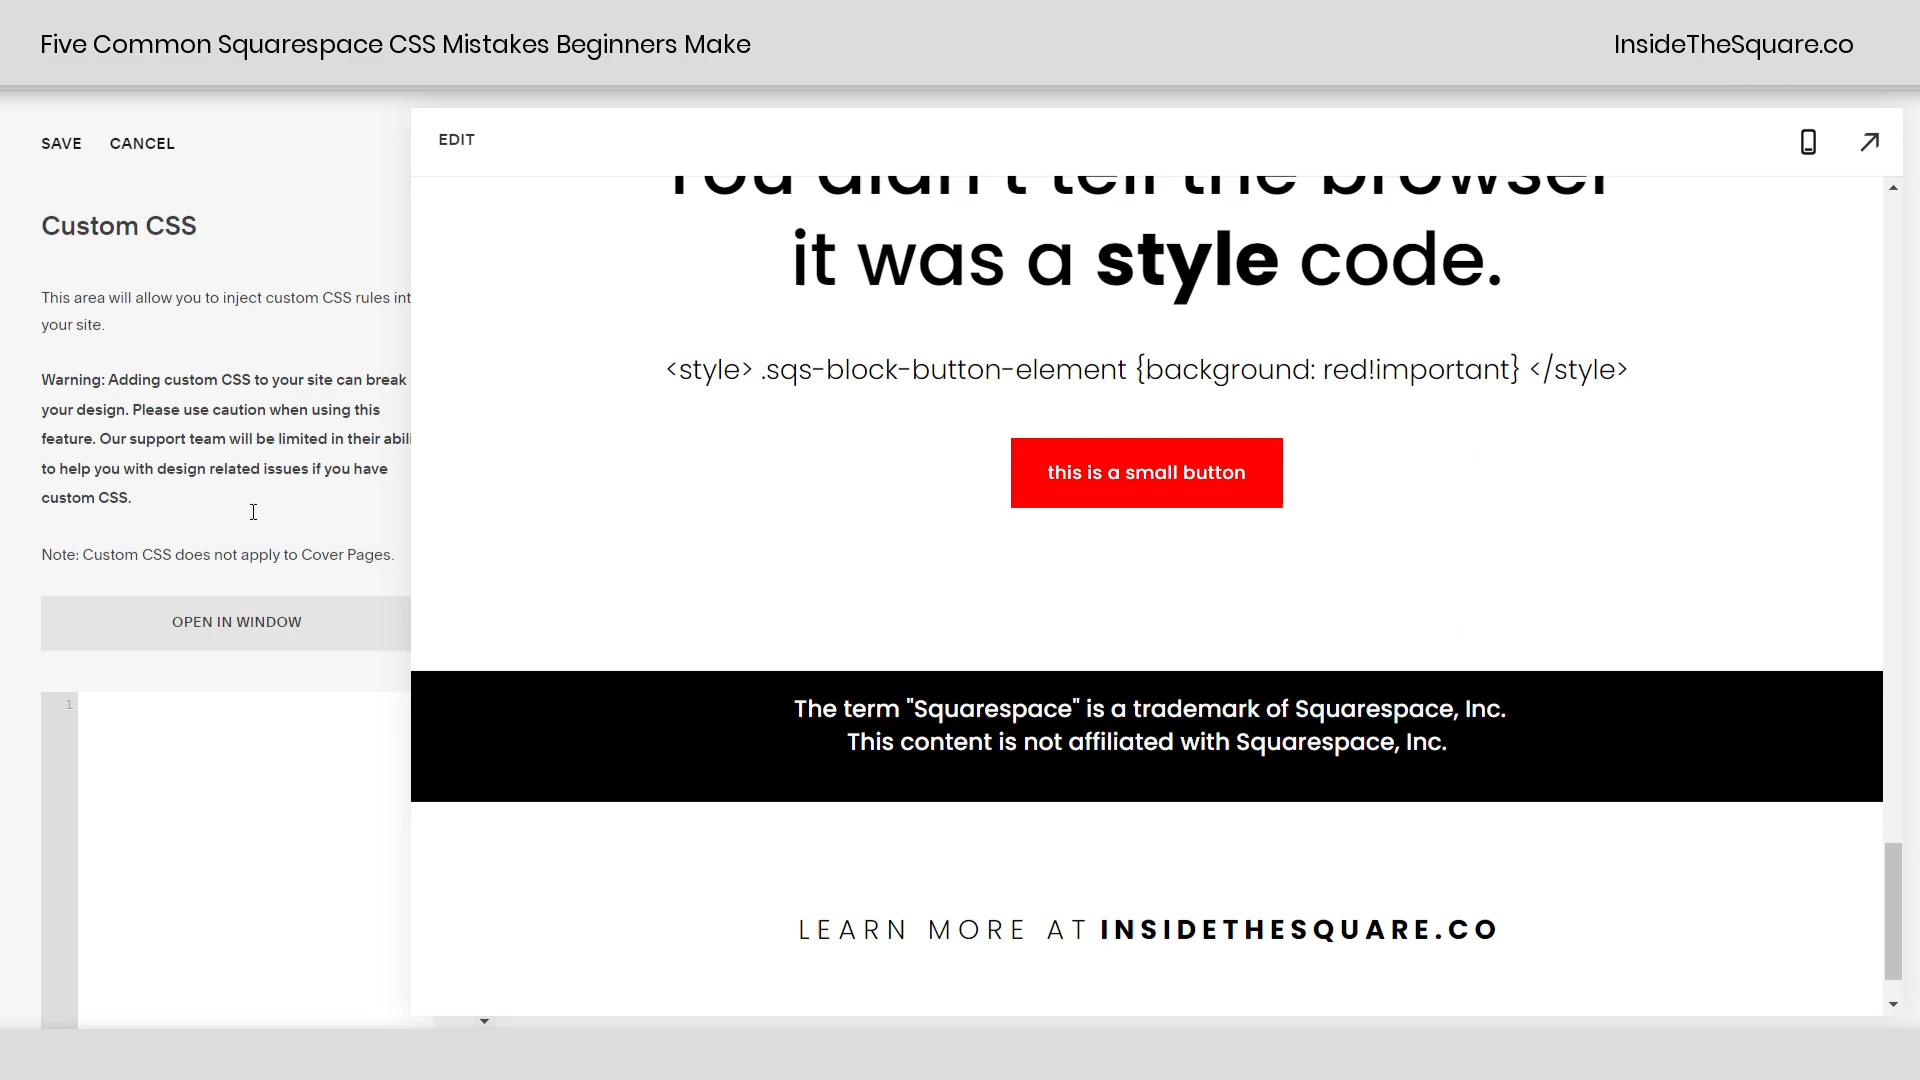 Five Common Squarespace CSS Mistakes Beginners Make
InsideTheSquare.co
SAVE CANCEL
EDIT
Custom CSS
This area will allow you to inject custom CSS rules int
your site.
Warning: Adding custom CSS to your site can break
your design. Please use caution when using this
feature. Our support team will be limited in their abili
to help you with design related issues if you have
custom CSS.
Note: Custom CSS does not apply to Cover Pages.
OPEN IN WINDOW
1
You didn't tell the browser
it was a style code.
<style> .sqs-block-button-element {background: red!important} </style>
this is a small button
The term "Squarespace" is a trademark of Squarespace, Inc.
This content is not affiliated with Squarespace, Inc.
LEARN MORE AT INSIDETHESQUARE.CO